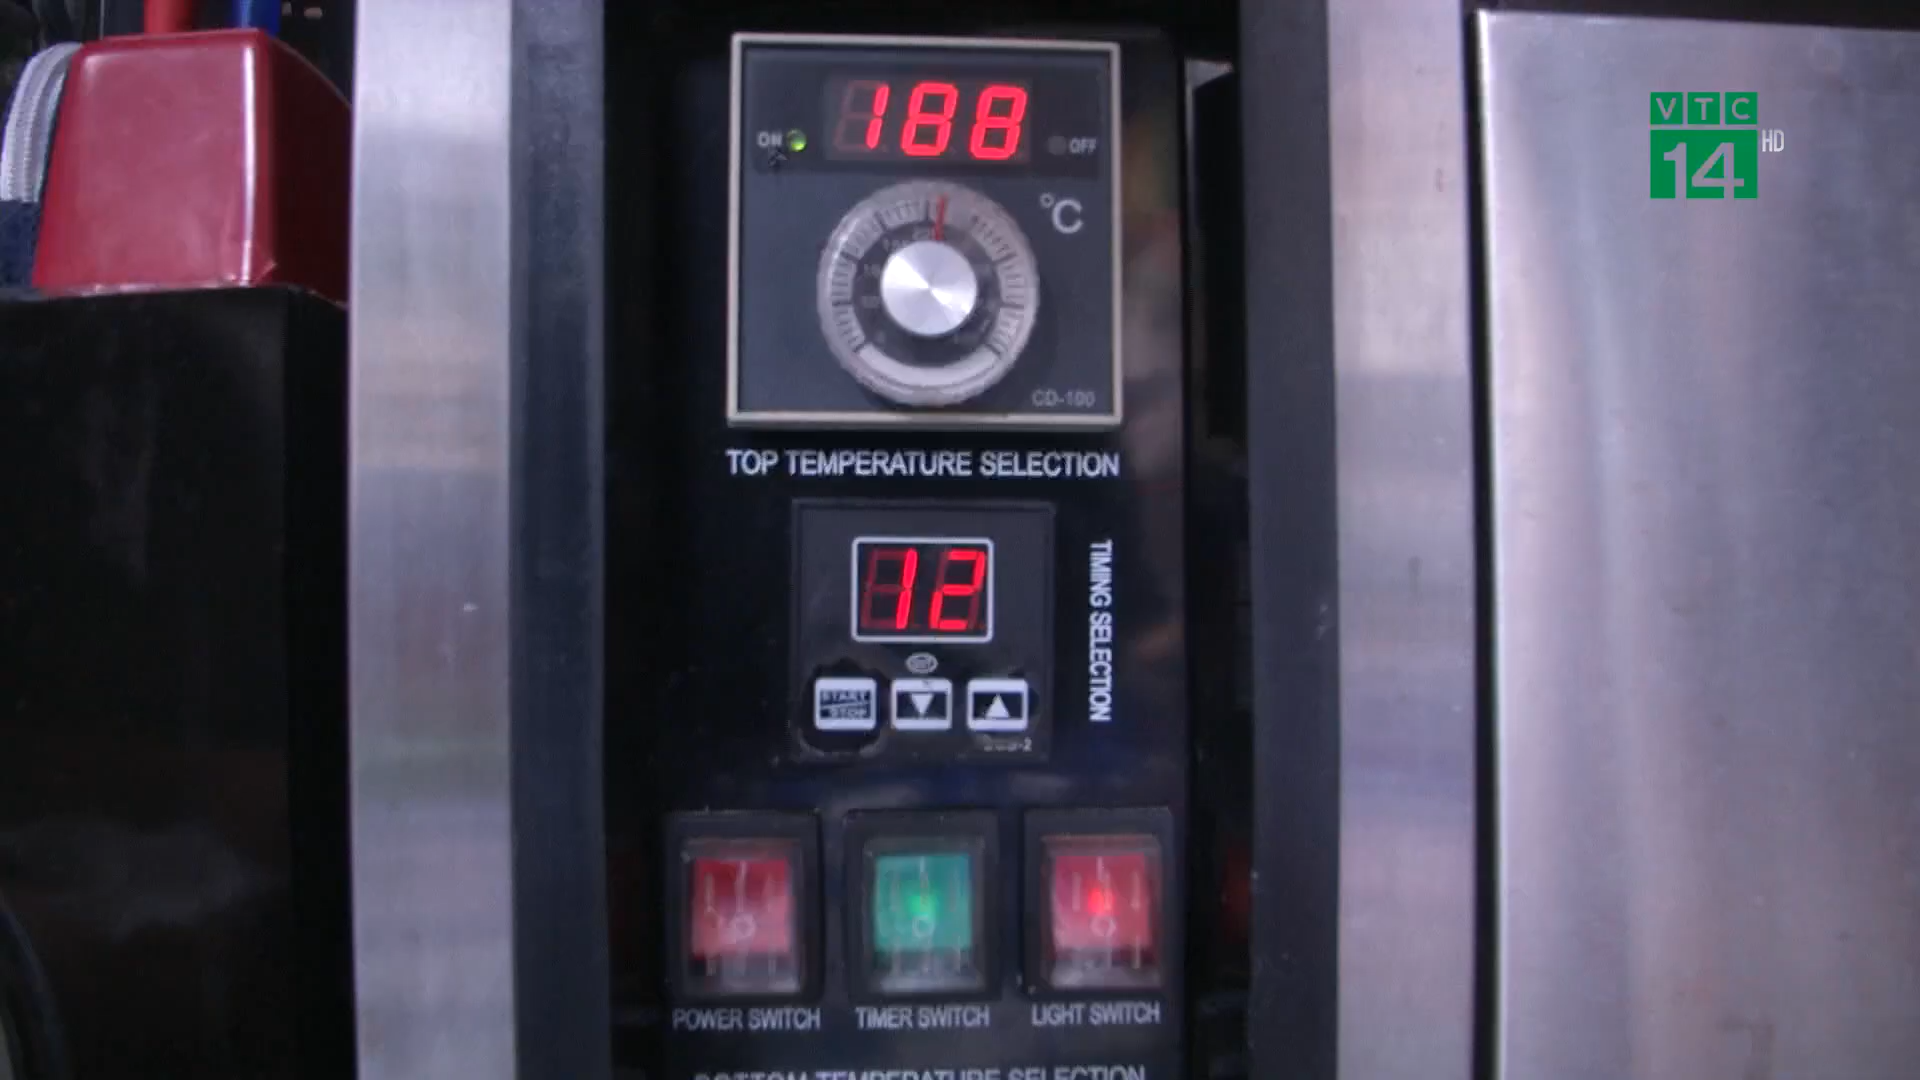 188
ON
OFF
°C
CD-100
TOP TEMPERATURE SELECTION
12
TIMING SELECTION
START
STOP
POWER SWITCH
TIMER SWITCH
LIGHT SWITCH
BOTTOM TEMPERATURE SELECTION
VTC
14
HD